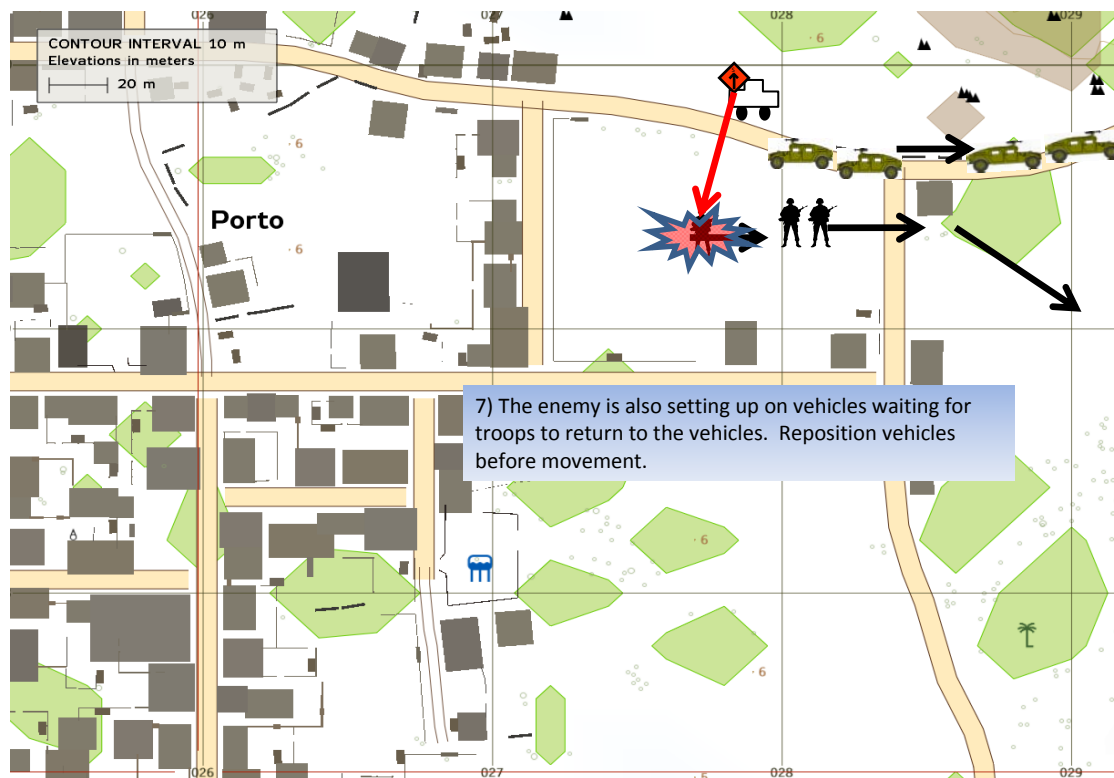 026
027
028
029
CONTOUR INTERVAL 10 m
Elevations in meters
20 m
6
6
Porto
6
7) The enemy is also setting up on vehicles waiting for
troops to return to the vehicles.  Reposition vehicles
before movement.
6
6
026
027
028
029